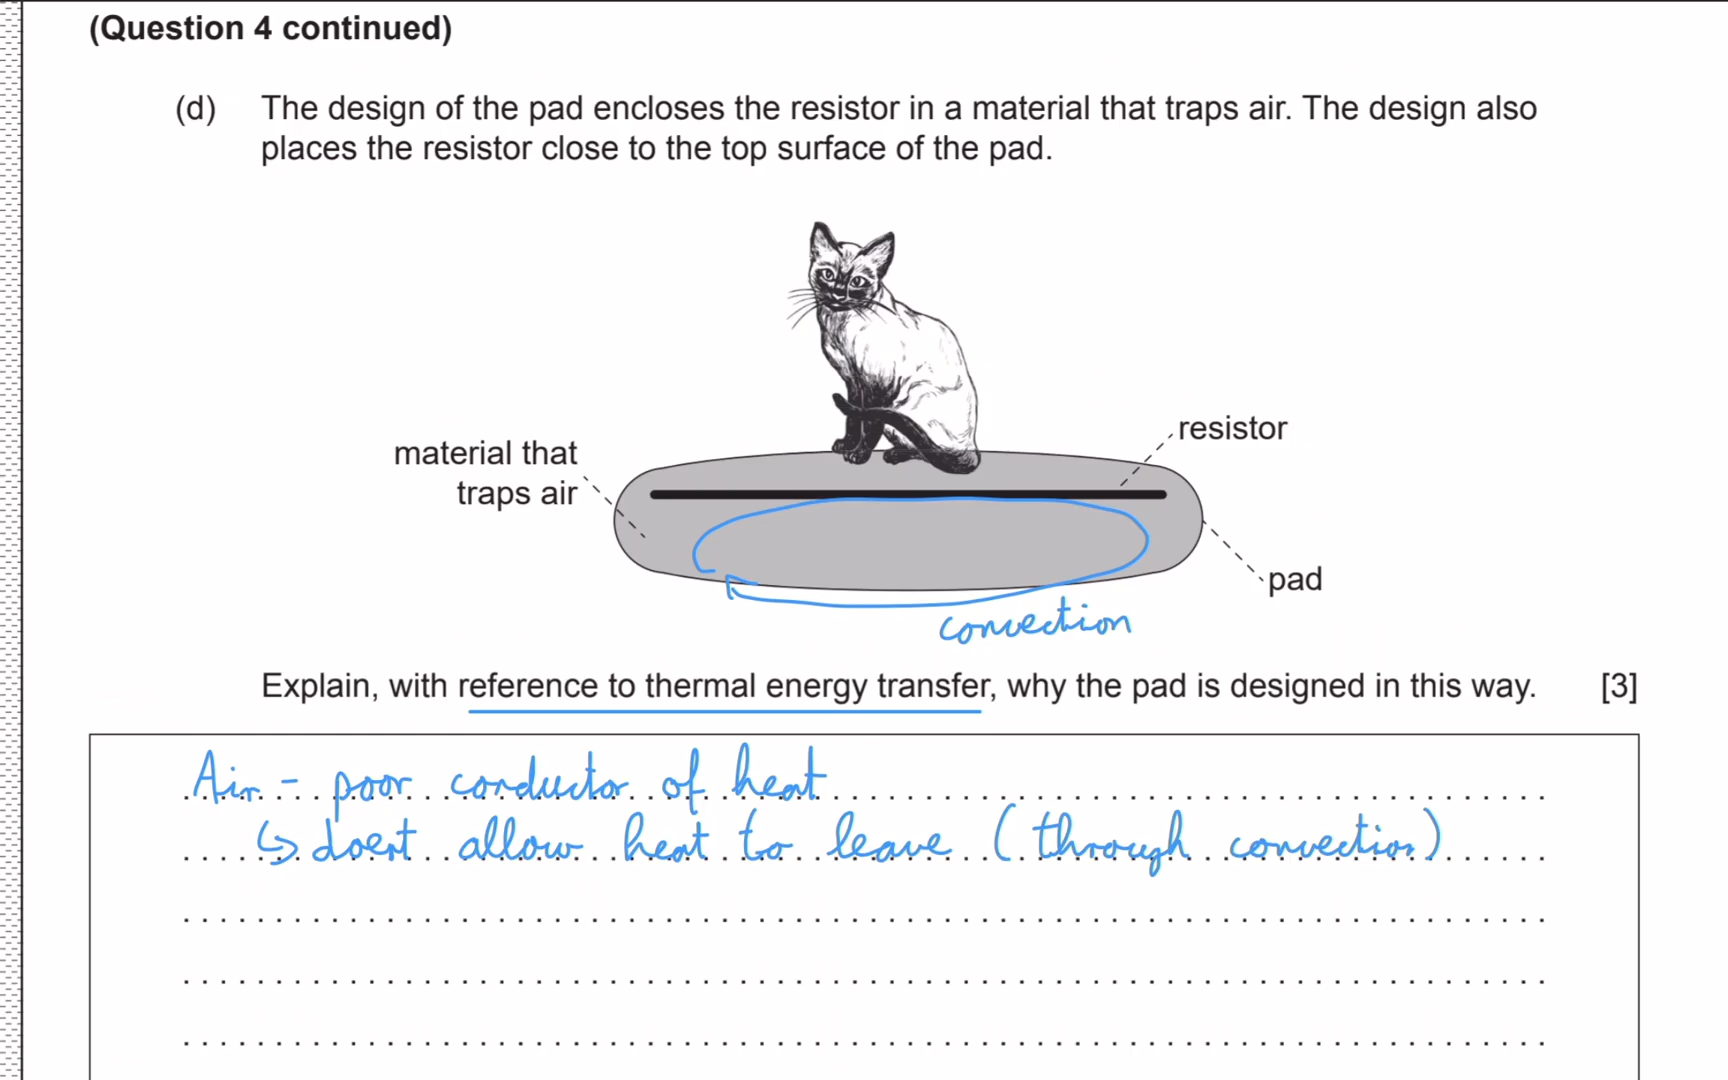 (Question 4 continued)
(d) The design of the pad encloses the resistor in a material that traps air. The design also
places the resistor close to the top surface of the pad.
resistor
material that
traps air
pad
convection
Explain, with reference to thermal energy transfer, why the pad is designed in this way. [3]
Air - poor conductor of heat
↳ doesnt allow heat to leave (through convection)